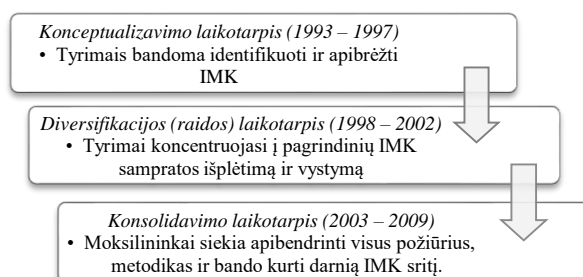 Konceptualizavimo laikotarpis (1993 – 1997)
• Tyrimais bandoma identifikuoti ir apibrėžti
IMK
Diversifikacijos (raidos) laikotarpis (1998 – 2002)
• Tyrimai koncentruojasi į pagrindinių IMK
sampratos išplėtimą ir vystymą
Konsolidavimo laikotarpis (2003 – 2009)
• Moksilininkai siekia apibendrinti visus požiūrius,
metodikas ir bando kurti darnią IMK sritį.